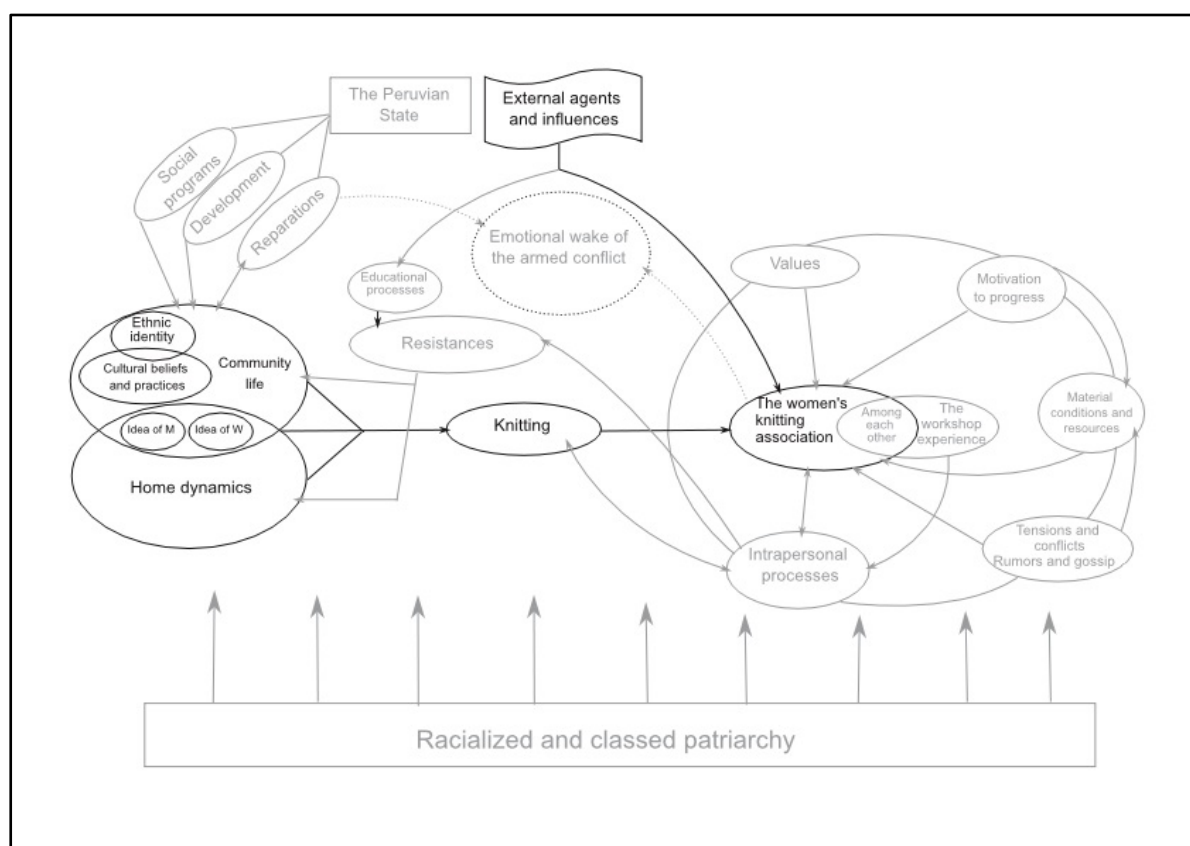 The Peruvian
State
External agents
and influences
Social
programs
Development
Reparations
Emotional wake of
the armed conflict
Educational
processes
Values
Motivation
to progress
Ethnic
identity
Cultural beliefs
and practices
Community
life
Resistances
Idea of M
Idea of W
Home dynamics
Knitting
The women's
knitting
association
Among
each
other
The
workshop
experience
Material
conditions and
resources
Intrapersonal
processes
Tensions and
conflicts
Rumors and gossip
Racialized and classed patriarchy